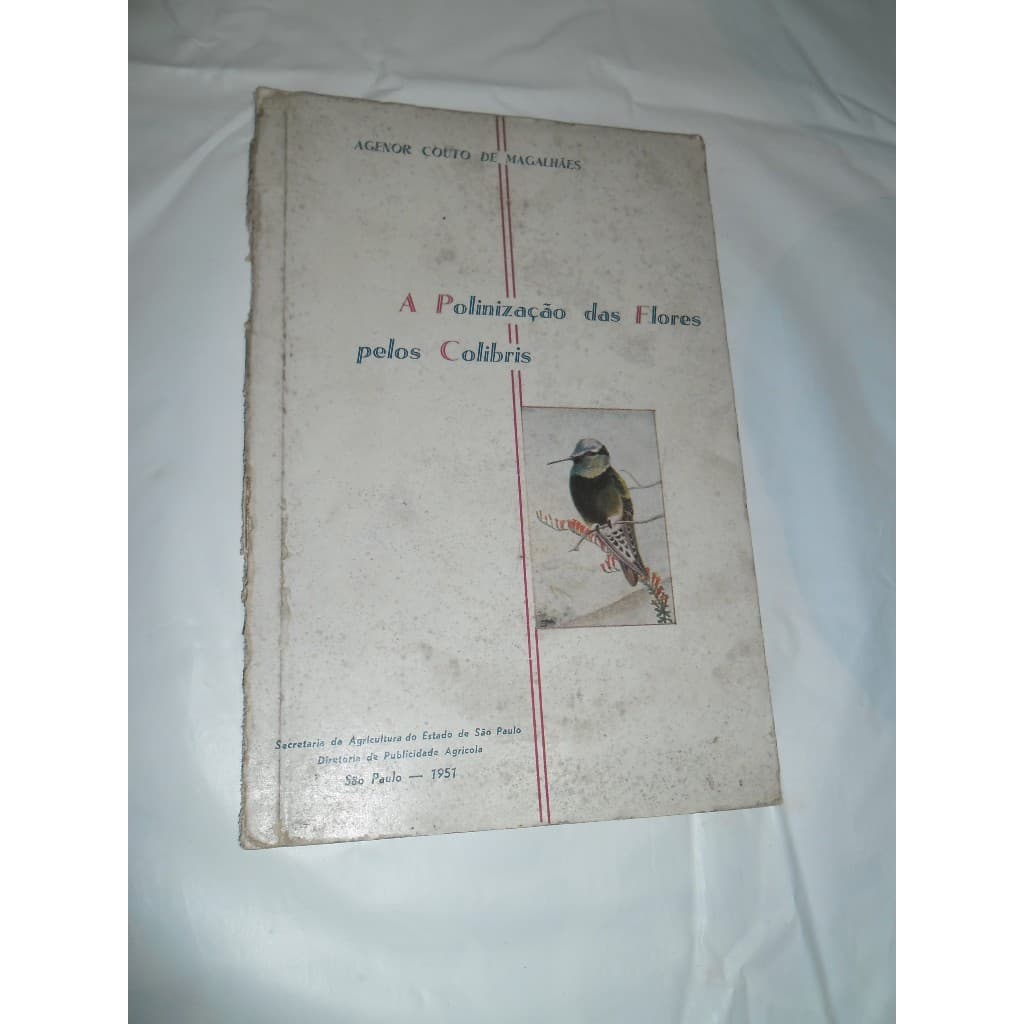 AGENOR COUTO DE MAGALHÃES
A Polinização das Flores
pelos Colibris
Secretaria da Agricultura do Estado de São Paulo
Diretoria de Publicidade Agricola
São Paulo — 1951